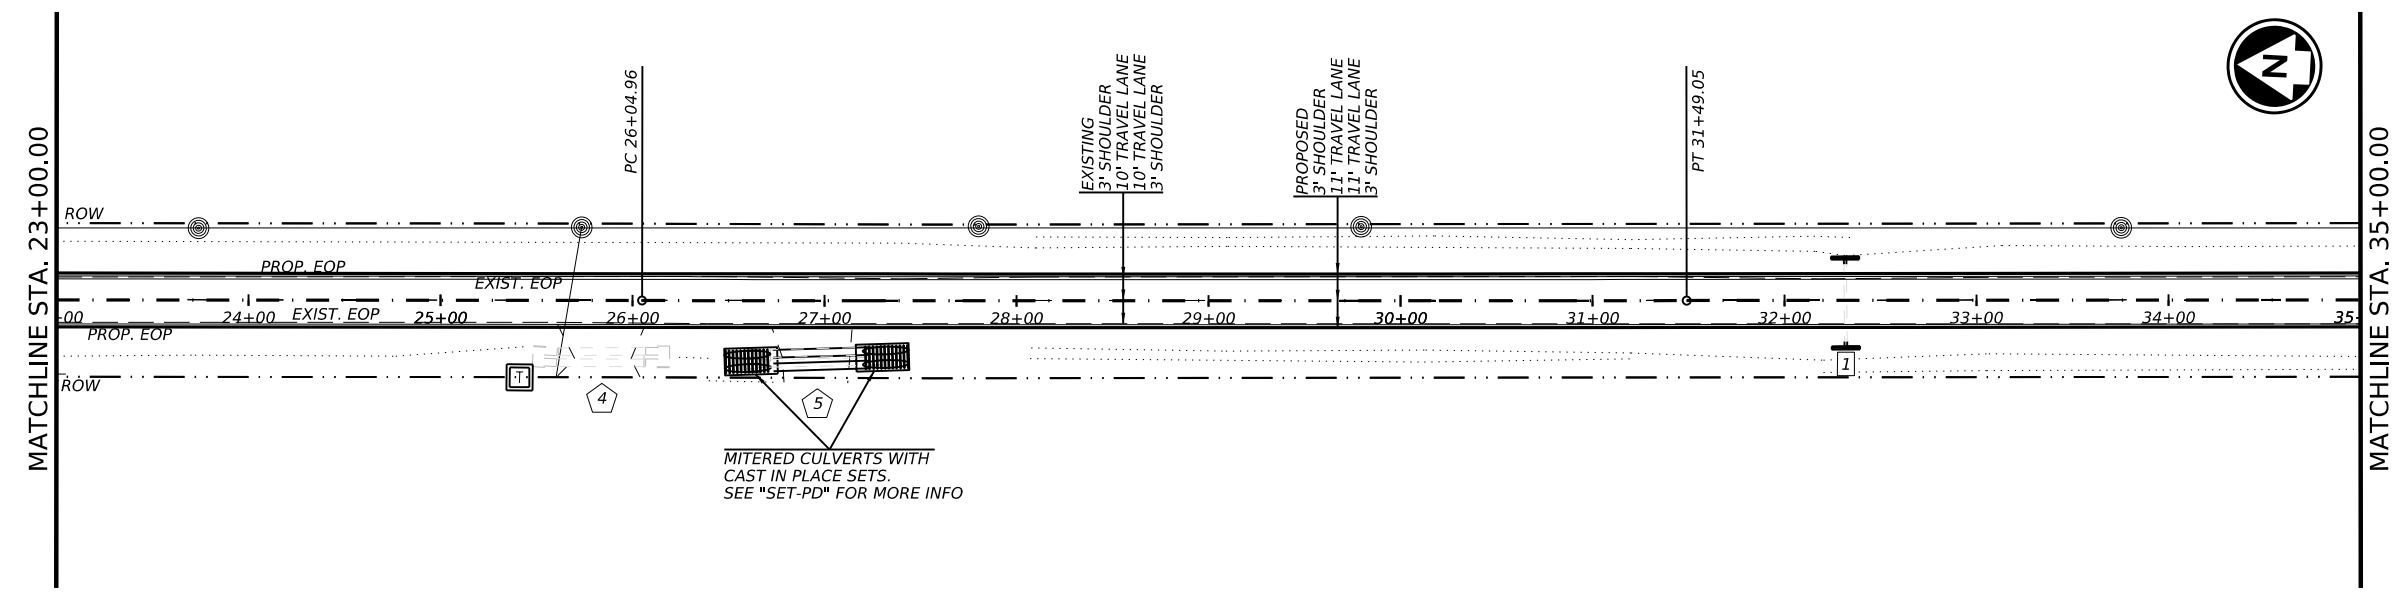 MATCHLINE STA. 23+00.00
PC 26+04.96
EXISTING
3' SHOULDER
10' TRAVEL LANE
10' TRAVEL LANE
3' SHOULDER
PROPOSED
3' SHOULDER
11' TRAVEL LANE
11' TRAVEL LANE
3' SHOULDER
PT 31+49.05
N
MATCHLINE STA. 35+00.00
ROW
PROP. EOP
EXIST. EOP
EXIST. EOP
+00 24+00 25+00 26+00 27+00 28+00 29+00 30+00 31+00 32+00 33+00 34+00 35+
PROP. EOP
ROW
T
4
5
1
MITERED CULVERTS WITH
CAST IN PLACE SETS.
SEE "SET-PD" FOR MORE INFO